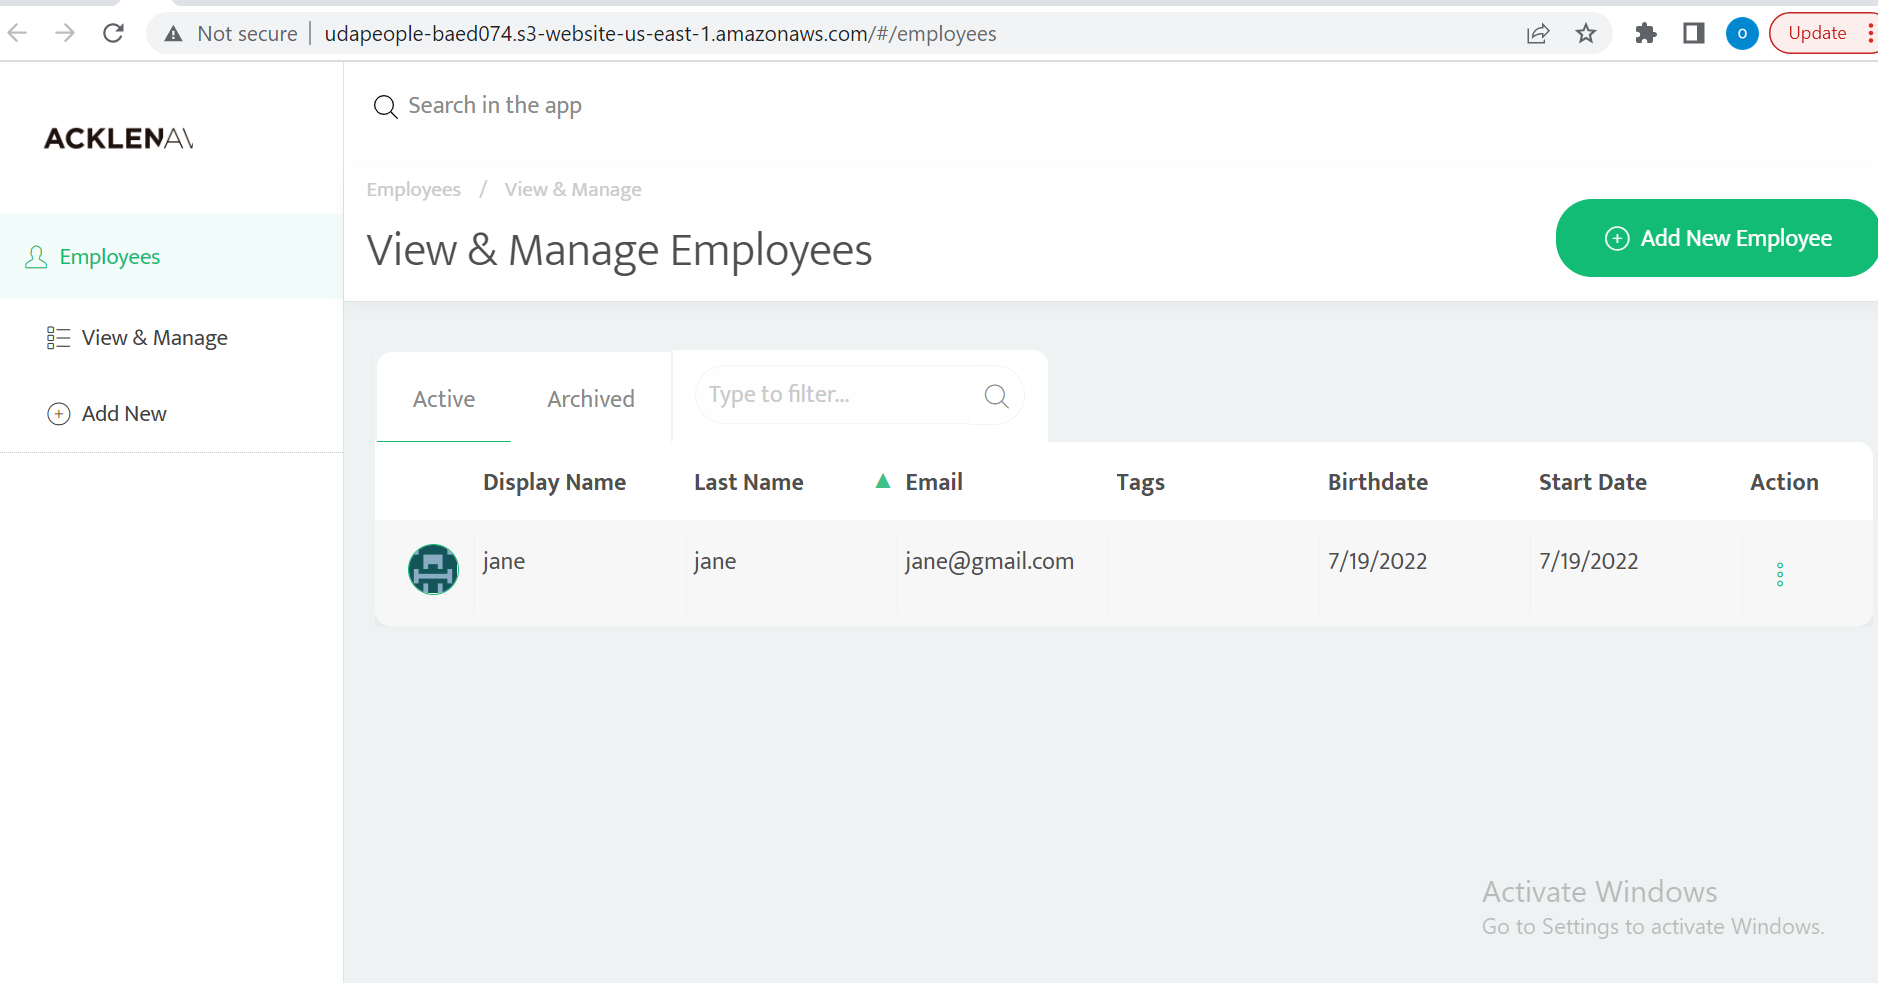 Not secure | udapeople-baed074.s3-website-us-east-1.amazonaws.com/#/employees
o
Update
Search in the app
ACKLENAV
Employees / View & Manage
View & Manage Employees
Add New Employee
Employees
View & Manage
Add New
Active
Archived
Type to filter...
Display Name Last Name Email Tags Birthdate Start Date Action
jane jane jane@gmail.com 7/19/2022 7/19/2022
Activate Windows
Go to Settings to activate Windows.